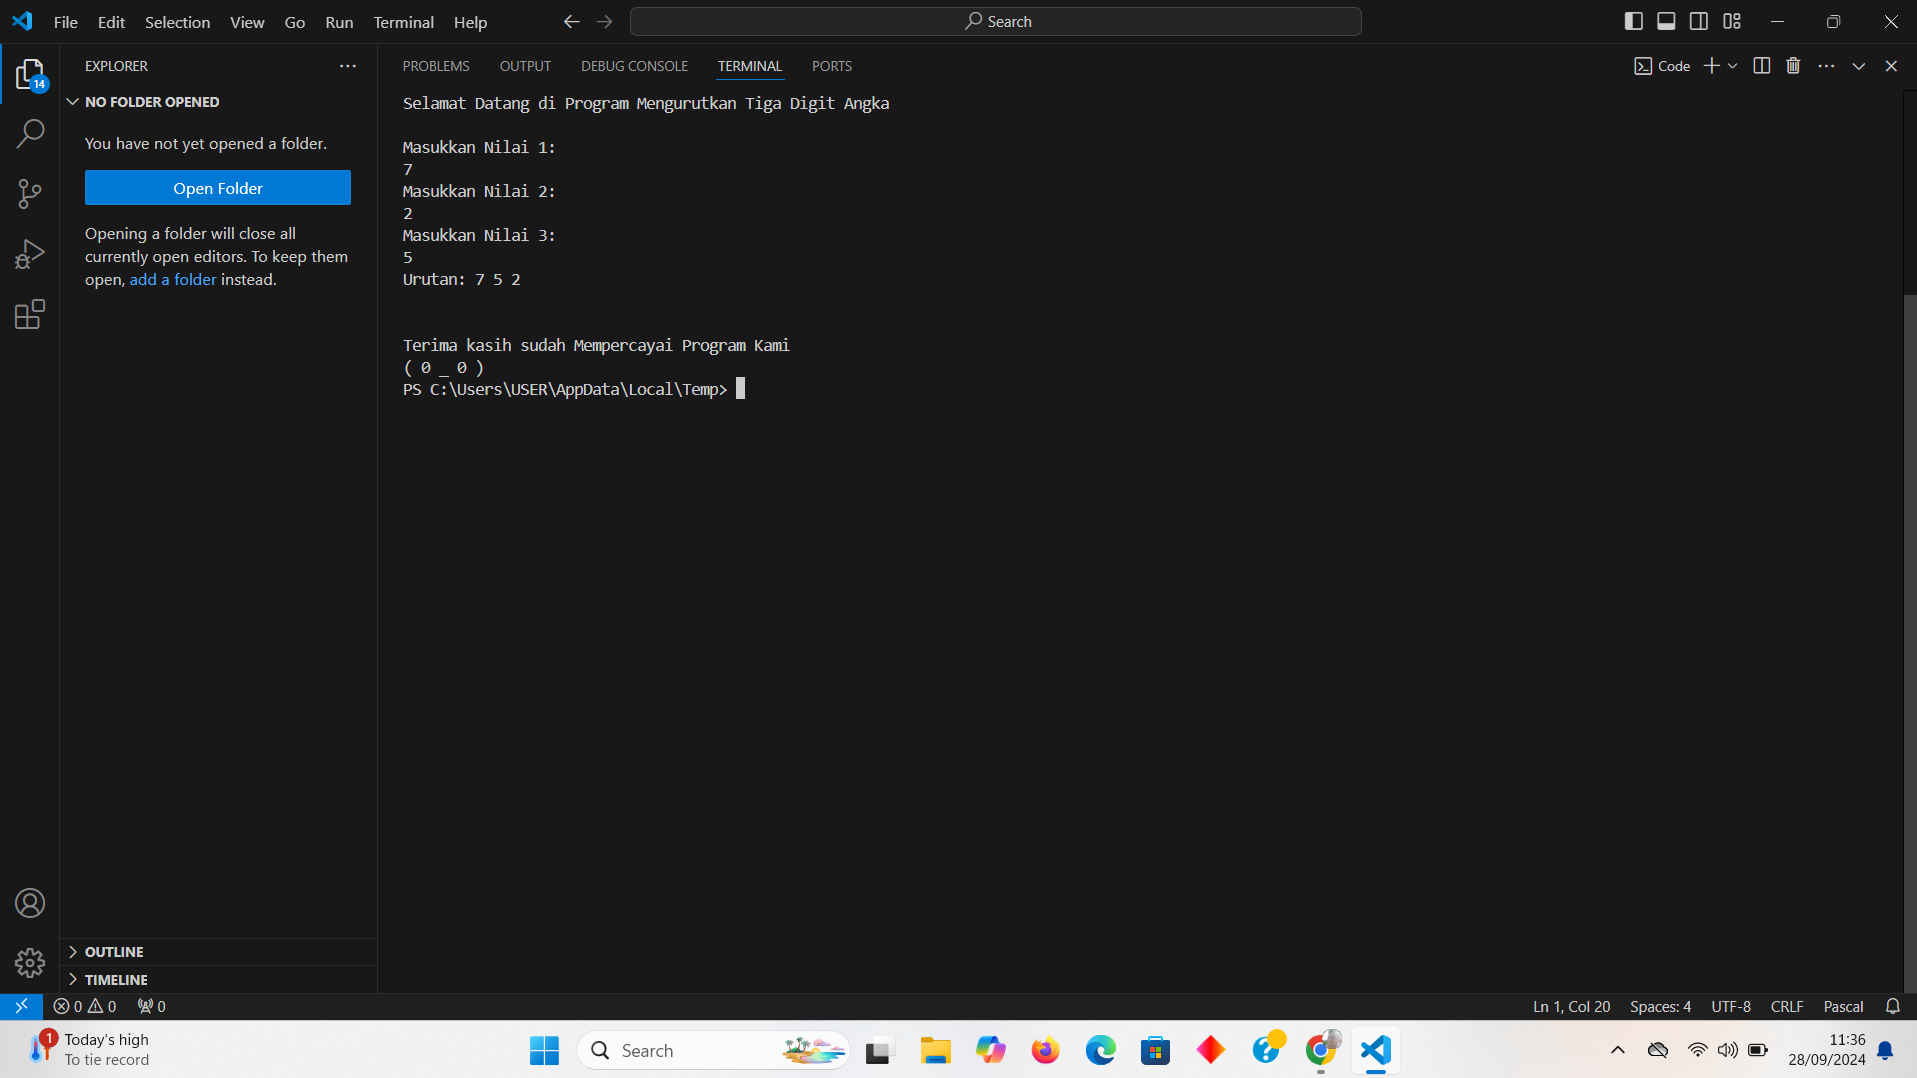 File Edit Selection View Go Run Terminal Help
Search
EXPLORER
14
NO FOLDER OPENED
You have not yet opened a folder.
Open Folder
Opening a folder will close all
currently open editors. To keep them
open, add a folder instead.
OUTLINE
TIMELINE
PROBLEMS OUTPUT DEBUG CONSOLE TERMINAL PORTS
Code
Selamat Datang di Program Mengurutkan Tiga Digit Angka
Masukkan Nilai 1:
7
Masukkan Nilai 2:
2
Masukkan Nilai 3:
5
Urutan: 7 5 2
Terima kasih sudah Mempercayai Program Kami
( 0 _ 0 )
PS C:\Users\USER\AppData\Local\Temp>
0 0 0
Ln 1, Col 20 Spaces: 4 UTF-8 CRLF Pascal
1
Today's high
To tie record
Search
11:36
28/09/2024